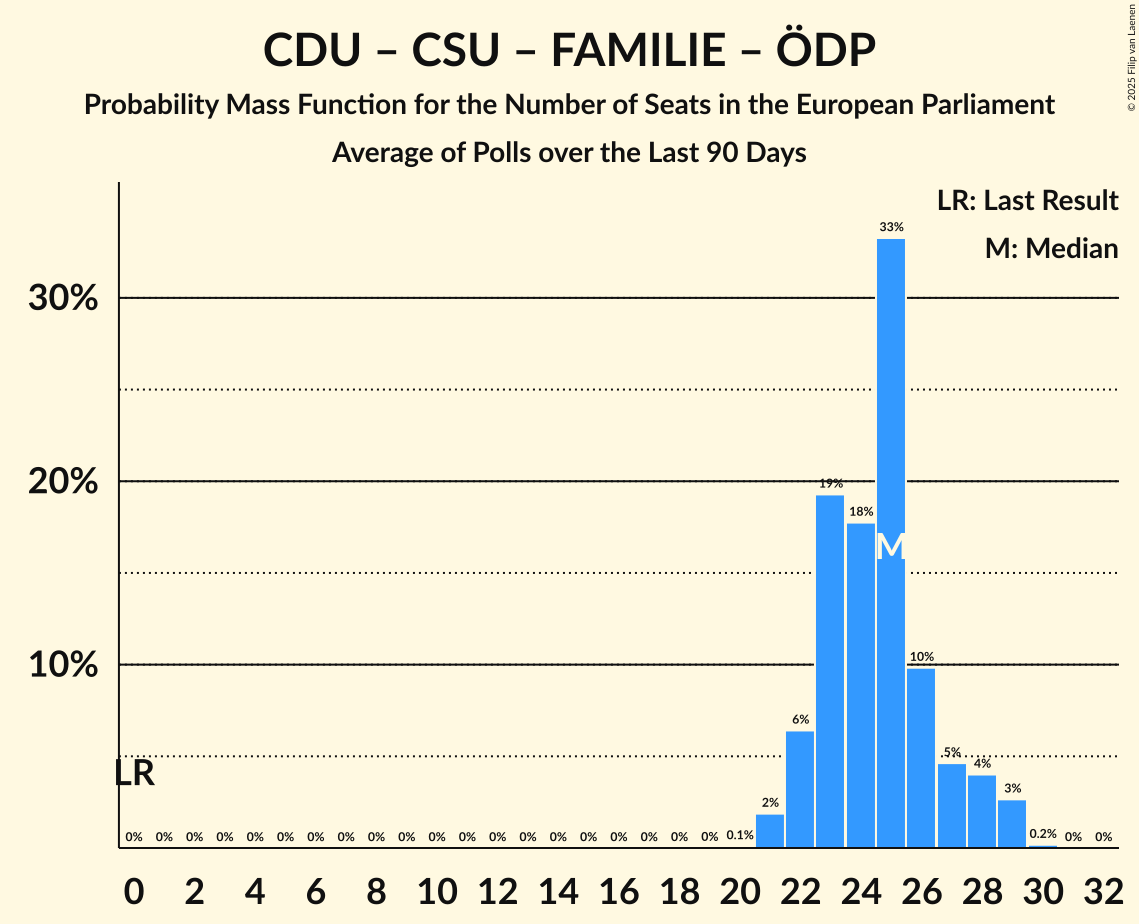 CDU – CSU – FAMILIE – ÖDP
Probability Mass Function for the Number of Seats in the European Parliament
Average of Polls over the Last 90 Days
© 2025 Filip van Laenen
LR: Last Result
M: Median
33%
30%
20%
19%
18%
M
10%
10%
6%
5%
4%
LR
3%
2%
0% 0% 0% 0% 0% 0% 0% 0% 0% 0% 0% 0% 0% 0% 0% 0% 0% 0% 0% 0% 0.1% 0.2% 0% 0%
0 2 4 6 8 10 12 14 16 18 20 22 24 26 28 30 32